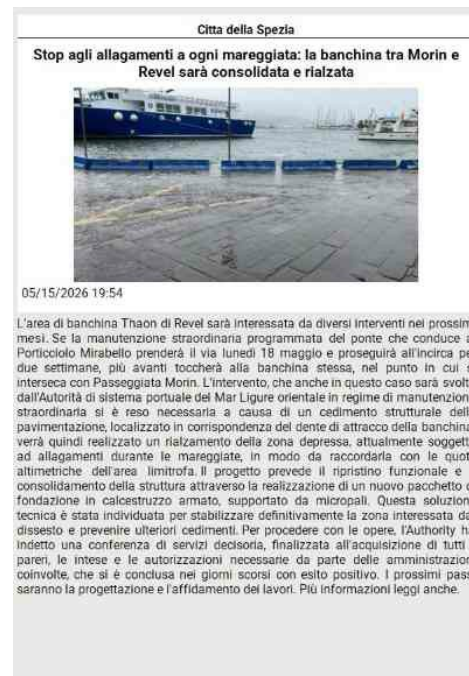 Citta della Spezia
Stop agli allagamenti a ogni mareggiata: la banchina tra Morin e
Revel sarà consolidata e rialzata
05/15/2026 19:54
L'area di banchina Thaon di Revel sarà interessata da diversi interventi nei prossim
mesi. Se la manutenzione straordinaria programmata del ponte che conduce a
Porticciolo Mirabello prenderà il via lunedì 18 maggio e proseguirà all'incirca pe
due settimane, più avanti toccherà alla banchina stessa, nel punto in cui s
interseca con Passeggiata Morin. L'intervento, che anche in questo caso sarà svolt
dall'Autorità di sistema portuale del Mar Ligure orientale in regime di manutenzion
straordinaria si è reso necessaria a causa di un cedimento strutturale dell
pavimentazione, localizzato in corrispondenza del dente di attracco della banchina
verrà quindi realizzato un rialzamento della zona depressa, attualmente soggett
ad allagamenti durante le mareggiate, in modo da raccordarla con le quot
altimetriche dell'area limitrofa. Il progetto prevede il ripristino funzionale e
consolidamento della struttura attraverso la realizzazione di un nuovo pacchetto d
fondazione in calcestruzzo armato, supportato da micropali. Questa soluzion
tecnica è stata individuata per stabilizzare definitivamente la zona interessata da
dissesto e prevenire ulteriori cedimenti. Per procedere con le opere, l'Authority h
indetto una conferenza di servizi decisoria, finalizzata all'acquisizione di tutti
pareri, le intese e le autorizzazioni necessarie da parte delle amministrazion
coinvolte, che si è conclusa nei giorni scorsi con esito positivo. I prossimi pass
saranno la progettazione e l'affidamento dei lavori. Più informazioni leggi anche.